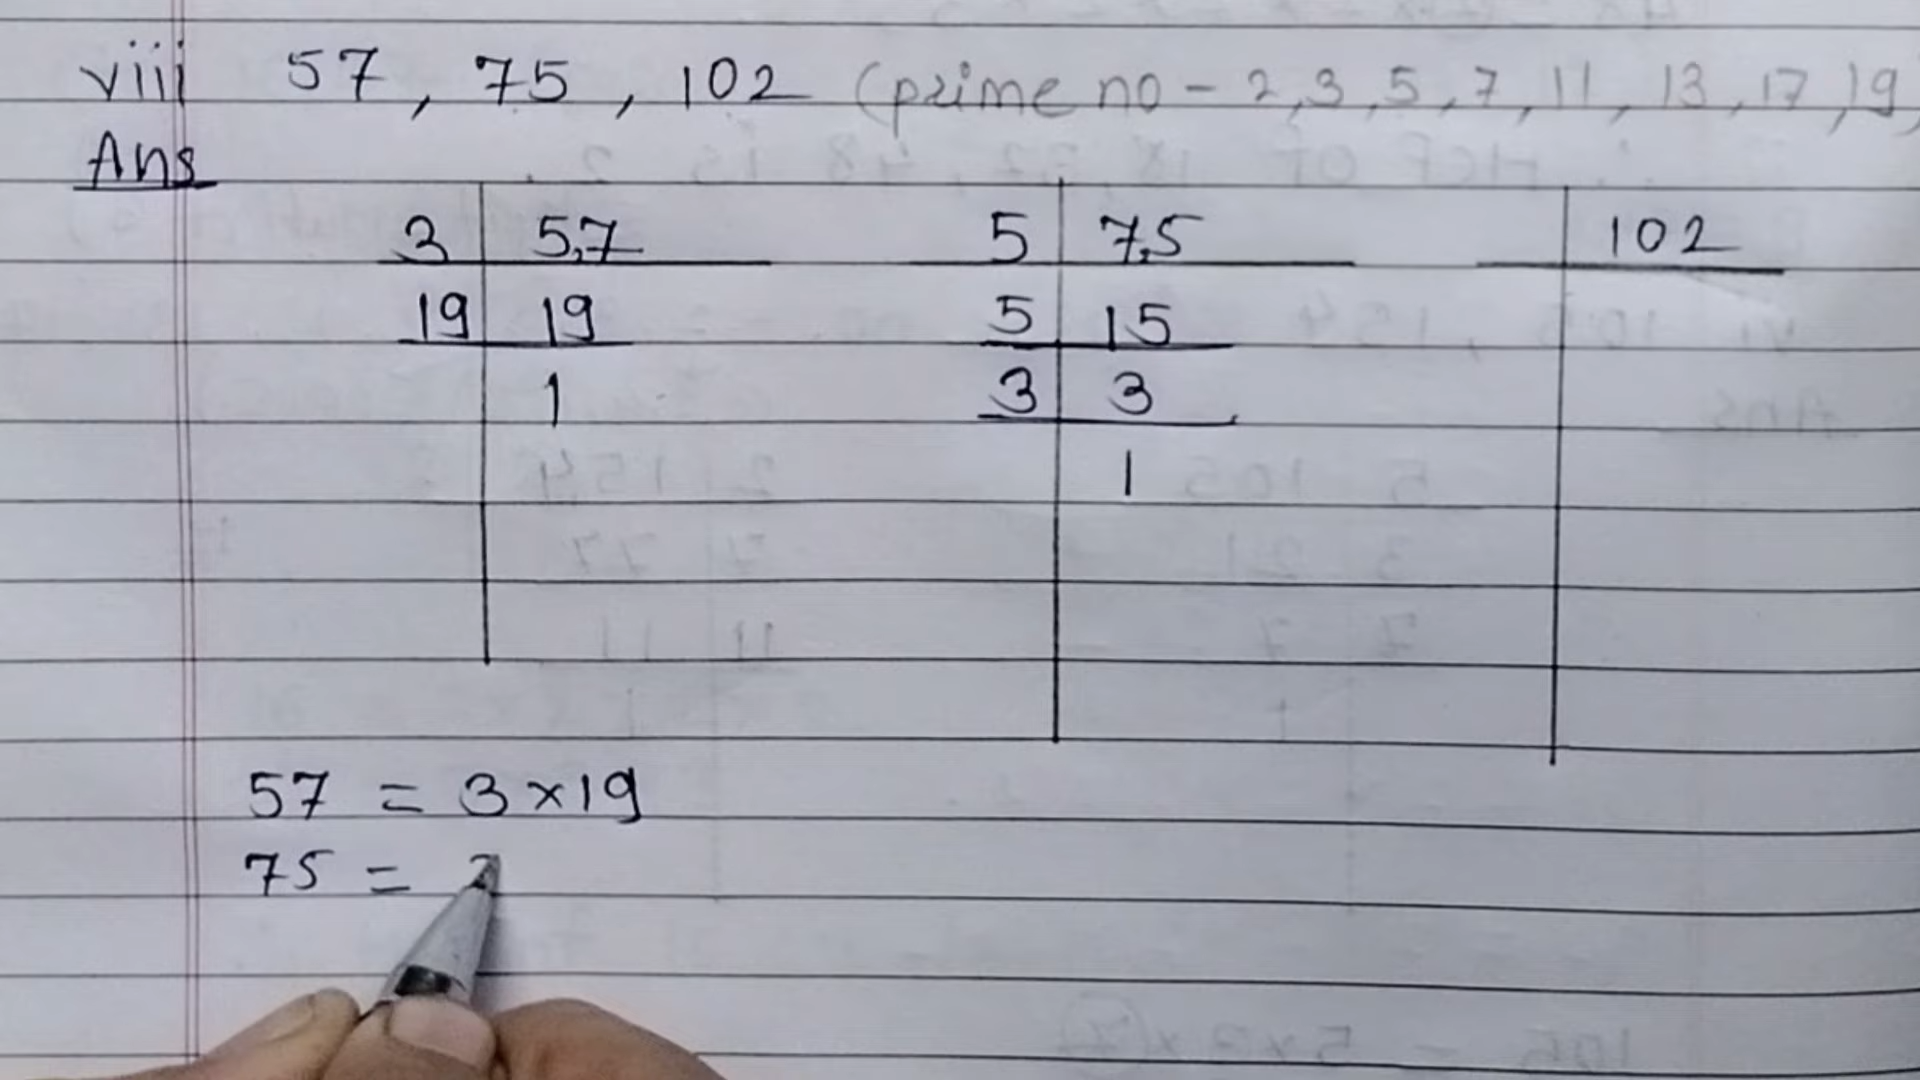 viii 57, 75, 102 (prime no - 2,3,5,7,11,13,17,19)
Ans
3 57 5 75 102
19 19 5 15
1 3 3
1
57 = 3×19
75 = 3